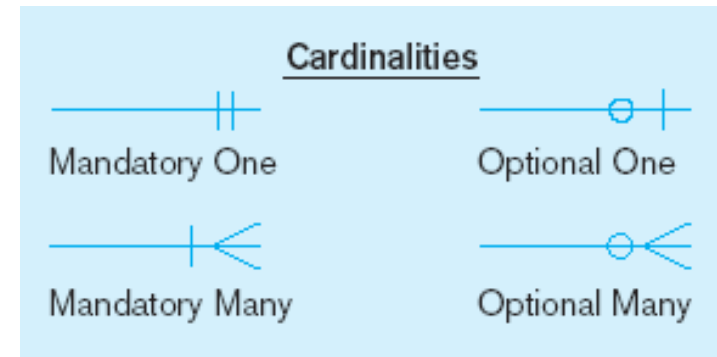 Cardinalities
Mandatory One
Optional One
Mandatory Many
Optional Many